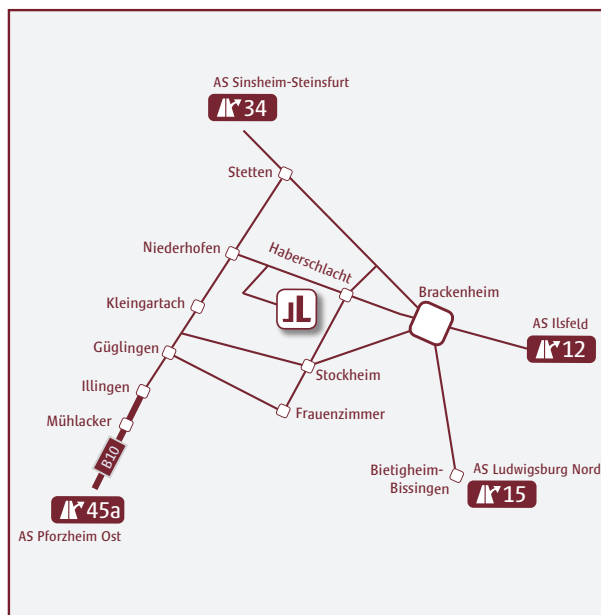 AS Sinsheim-Steinsfurt
34
Stetten
Niederhofen
Haberschlacht
Brackenheim
Kleingartach
AS Ilsfeld
12
Güglingen
Stockheim
Illingen
Frauenzimmer
Mühlacker
B10
Bietigheim-
Bissingen
AS Ludwigsburg Nord
15
45a
AS Pforzheim Ost